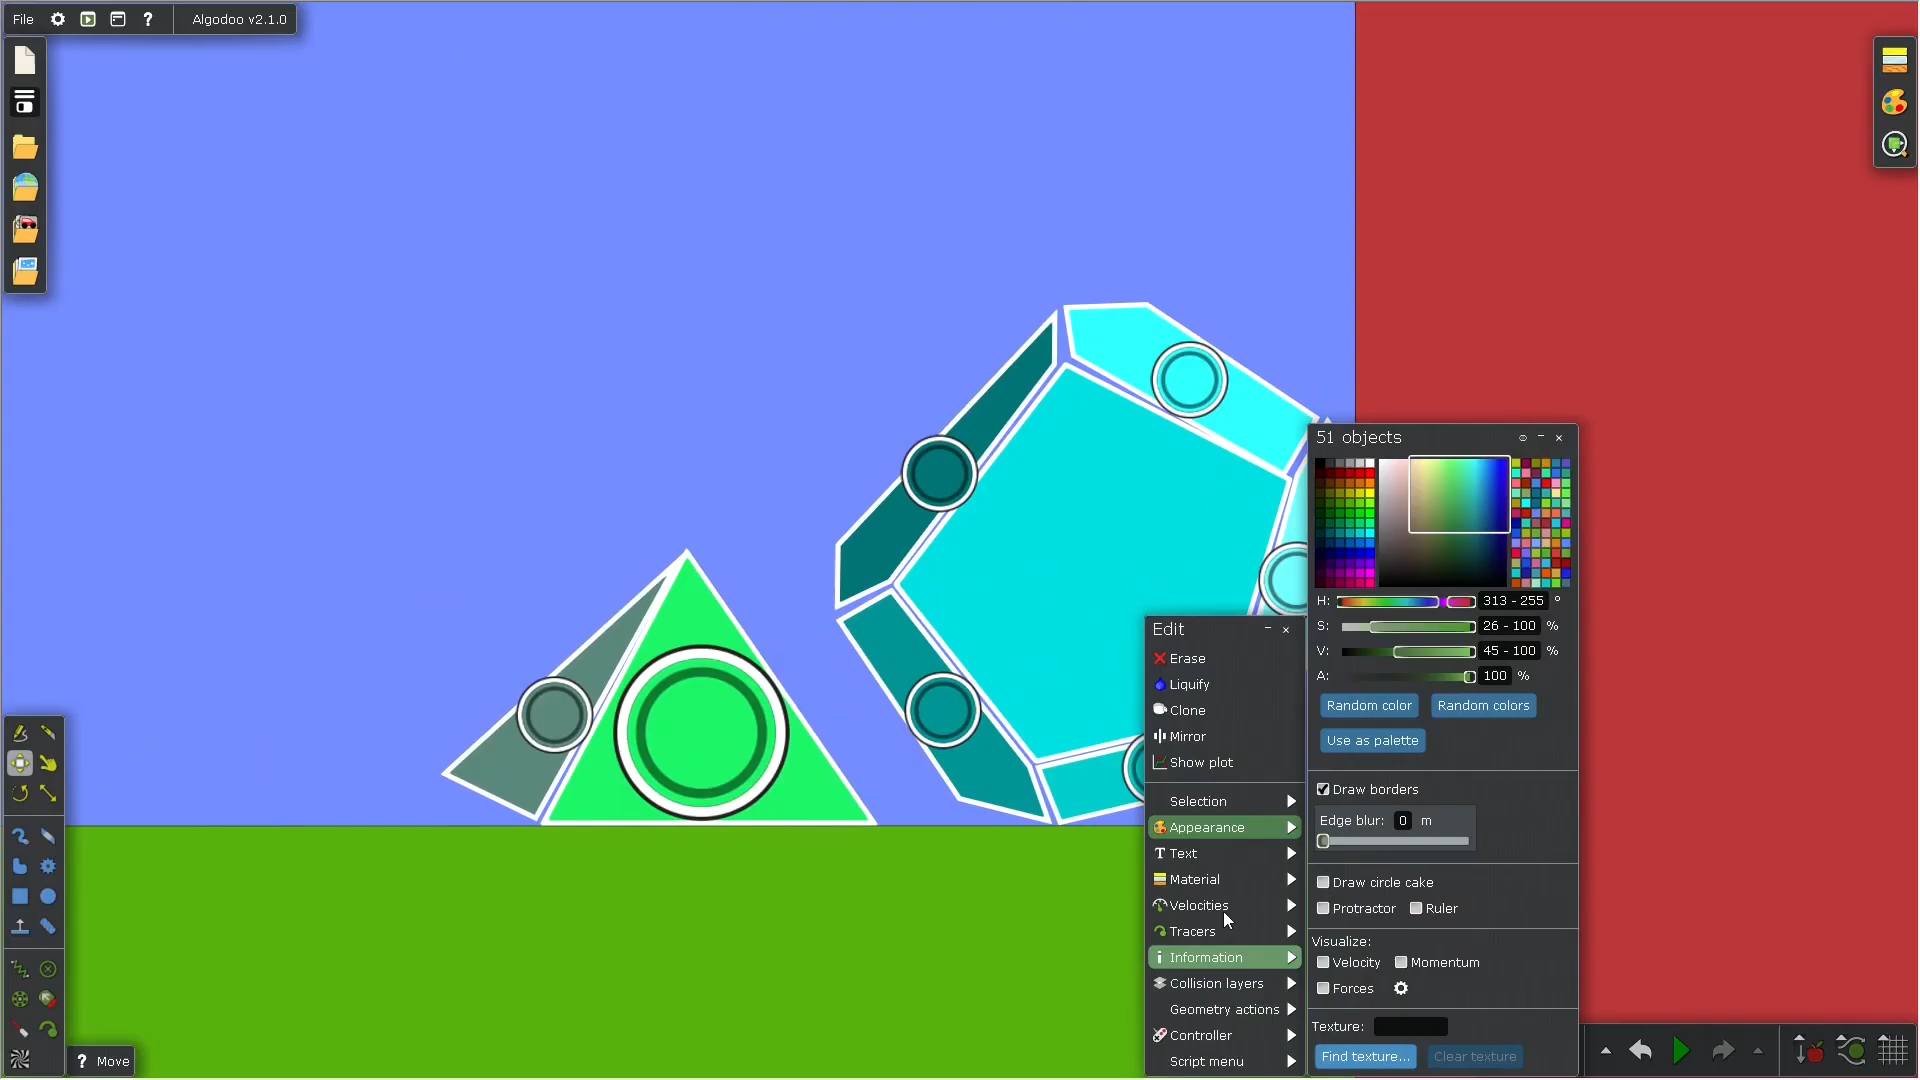 File ? Algodoo v2.1.0
51 objects
H: 313 - 255 °
S: 26 - 100 %
V: 45 - 100 %
A: 100 %
Random color Random colors
Use as palette
Draw borders
Edge blur: 0 m
Draw circle cake
Protractor Ruler
Visualize:
Velocity Momentum
Forces
Texture:
Find texture... Clear texture
Edit
Erase
Liquify
Clone
Mirror
Show plot
Selection
Appearance
T Text
Material
Velocities
Tracers
i Information
Collision layers
Geometry actions
Controller
Script menu
? Move